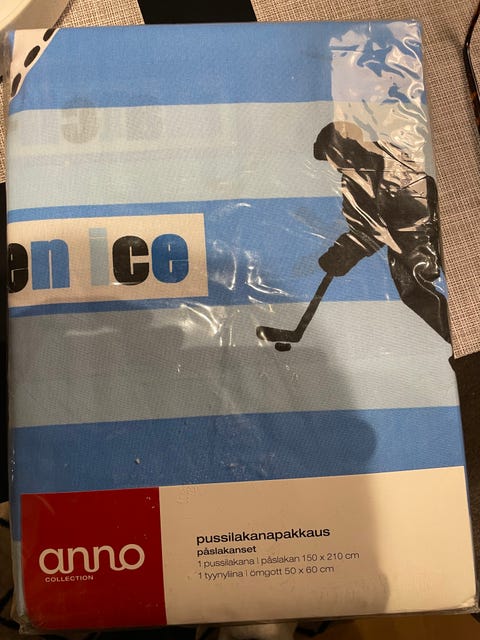 en ice
anno
COLLECTION
pussilakanapakkaus
påslakanset
1 pussilakana | påslakan 150 x 210 cm
1 tyynyliina | örngott 50 x 60 cm